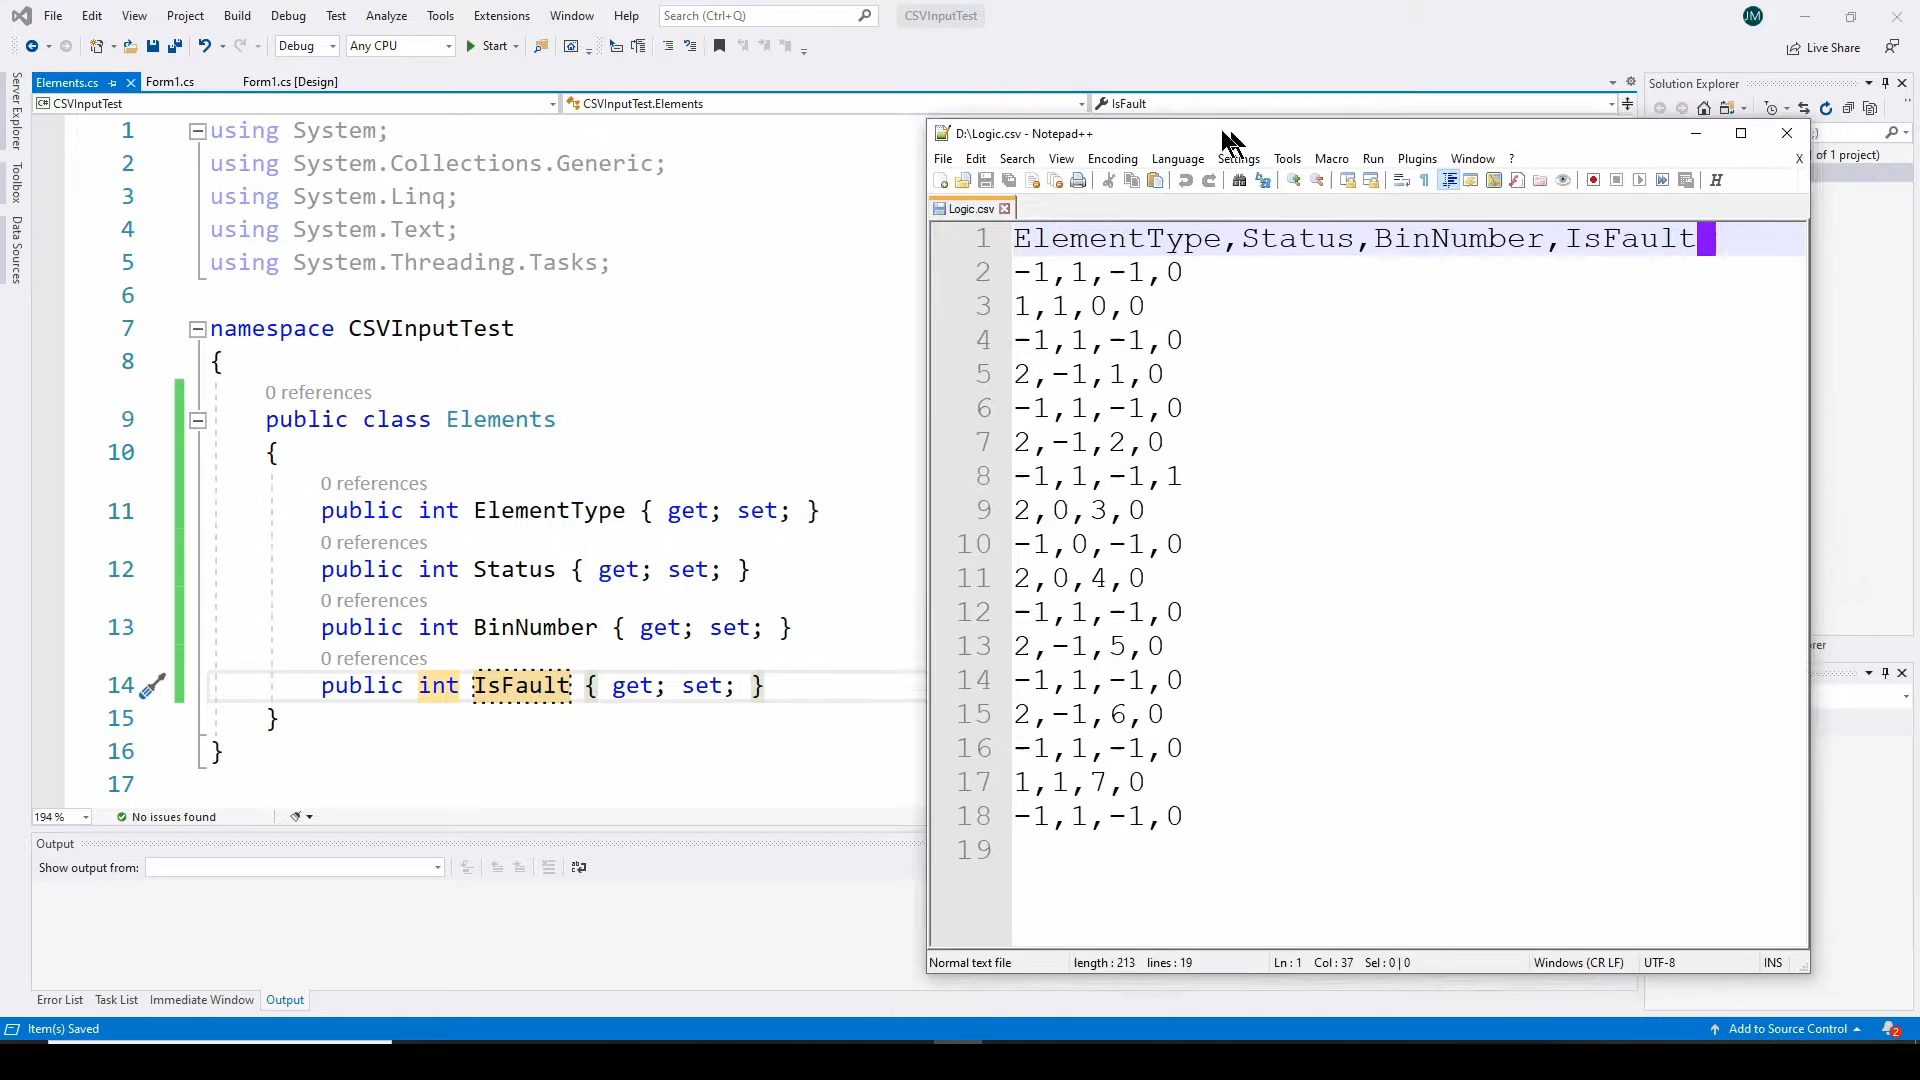 File Edit View Project Build Debug Test Analyze Tools Extensions Window Help Search (Ctrl+Q) CSVInputTest JM
Debug Any CPU Start Live Share
Elements.cs Form1.cs Form1.cs [Design] Solution Explorer
CSVInputTest CSVInputTest.Elements IsFault
Server Explorer
Toolbox
Data Sources
1 using System;
2 using System.Collections.Generic;
3 using System.Linq;
4 using System.Text;
5 using System.Threading.Tasks;
6
7 namespace CSVInputTest
8 {
0 references
9 public class Elements
10 {
0 references
11 public int ElementType { get; set; }
0 references
12 public int Status { get; set; }
0 references
13 public int BinNumber { get; set; }
0 references
14 public int IsFault { get; set; }
15 }
16 }
17
194 % No issues found
Output
Show output from:
Error List Task List Immediate Window Output
Item(s) Saved Add to Source Control 2
of 1 project)
D:\Logic.csv - Notepad++
File Edit Search View Encoding Language Settings Tools Macro Run Plugins Window ? X
Logic.csv
1 ElementType,Status,BinNumber,IsFault
2 -1,1,-1,0
3 1,1,0,0
4 -1,1,-1,0
5 2,-1,1,0
6 -1,1,-1,0
7 2,-1,2,0
8 -1,1,-1,1
9 2,0,3,0
10 -1,0,-1,0
11 2,0,4,0
12 -1,1,-1,0
13 2,-1,5,0
14 -1,1,-1,0
15 2,-1,6,0
16 -1,1,-1,0
17 1,1,7,0
18 -1,1,-1,0
19
Normal text file length : 213 lines : 19 Ln : 1 Col : 37 Sel : 0 | 0 Windows (CR LF) UTF-8 INS